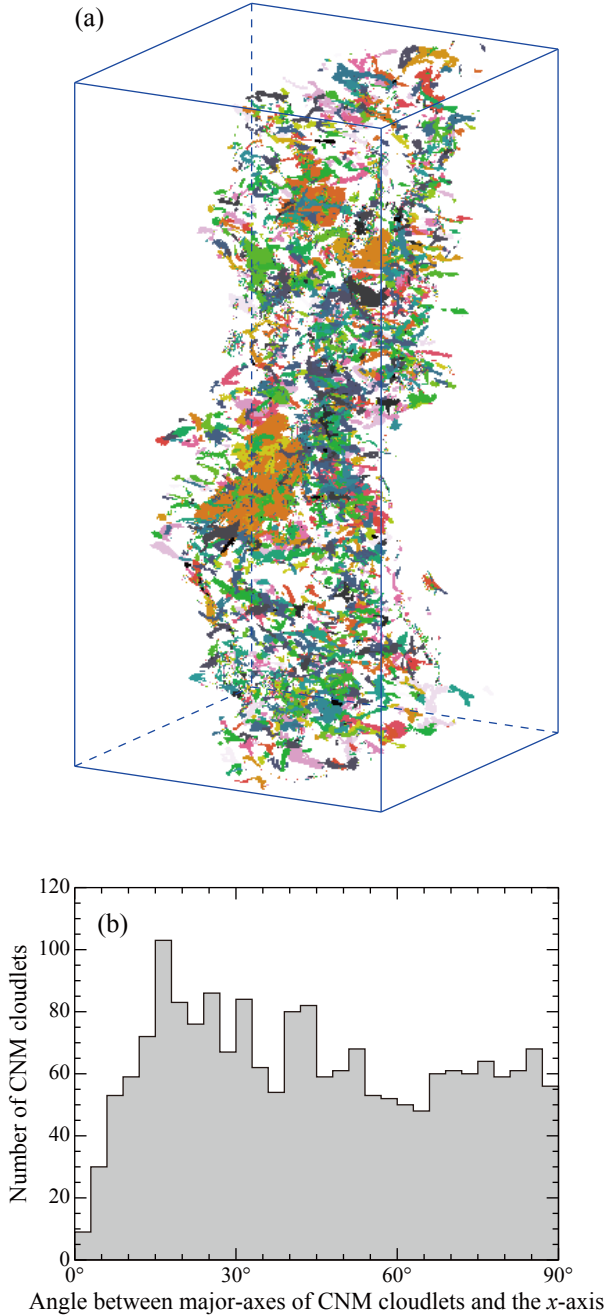 (a)
(b)
Number of CNM cloudlets
120
100
80
60
40
20
0
0° 30° 60° 90°
Angle between major-axes of CNM cloudlets and the x-axis